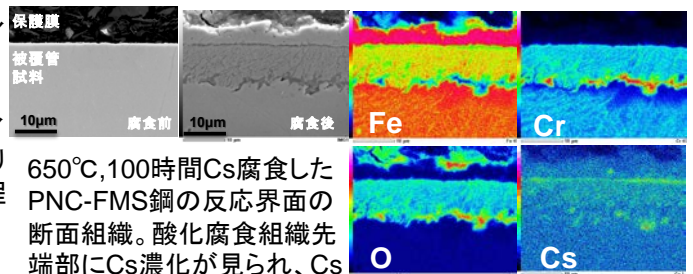 保護膜
被覆管
試料
10μm
腐食前
10μm
腐食後
Fe
Cr
O
Cs
650℃,100時間Cs腐食した
PNC-FMS鋼の反応界面の
断面組織。酸化腐食組織先
端部にCs濃化が見られ、Cs